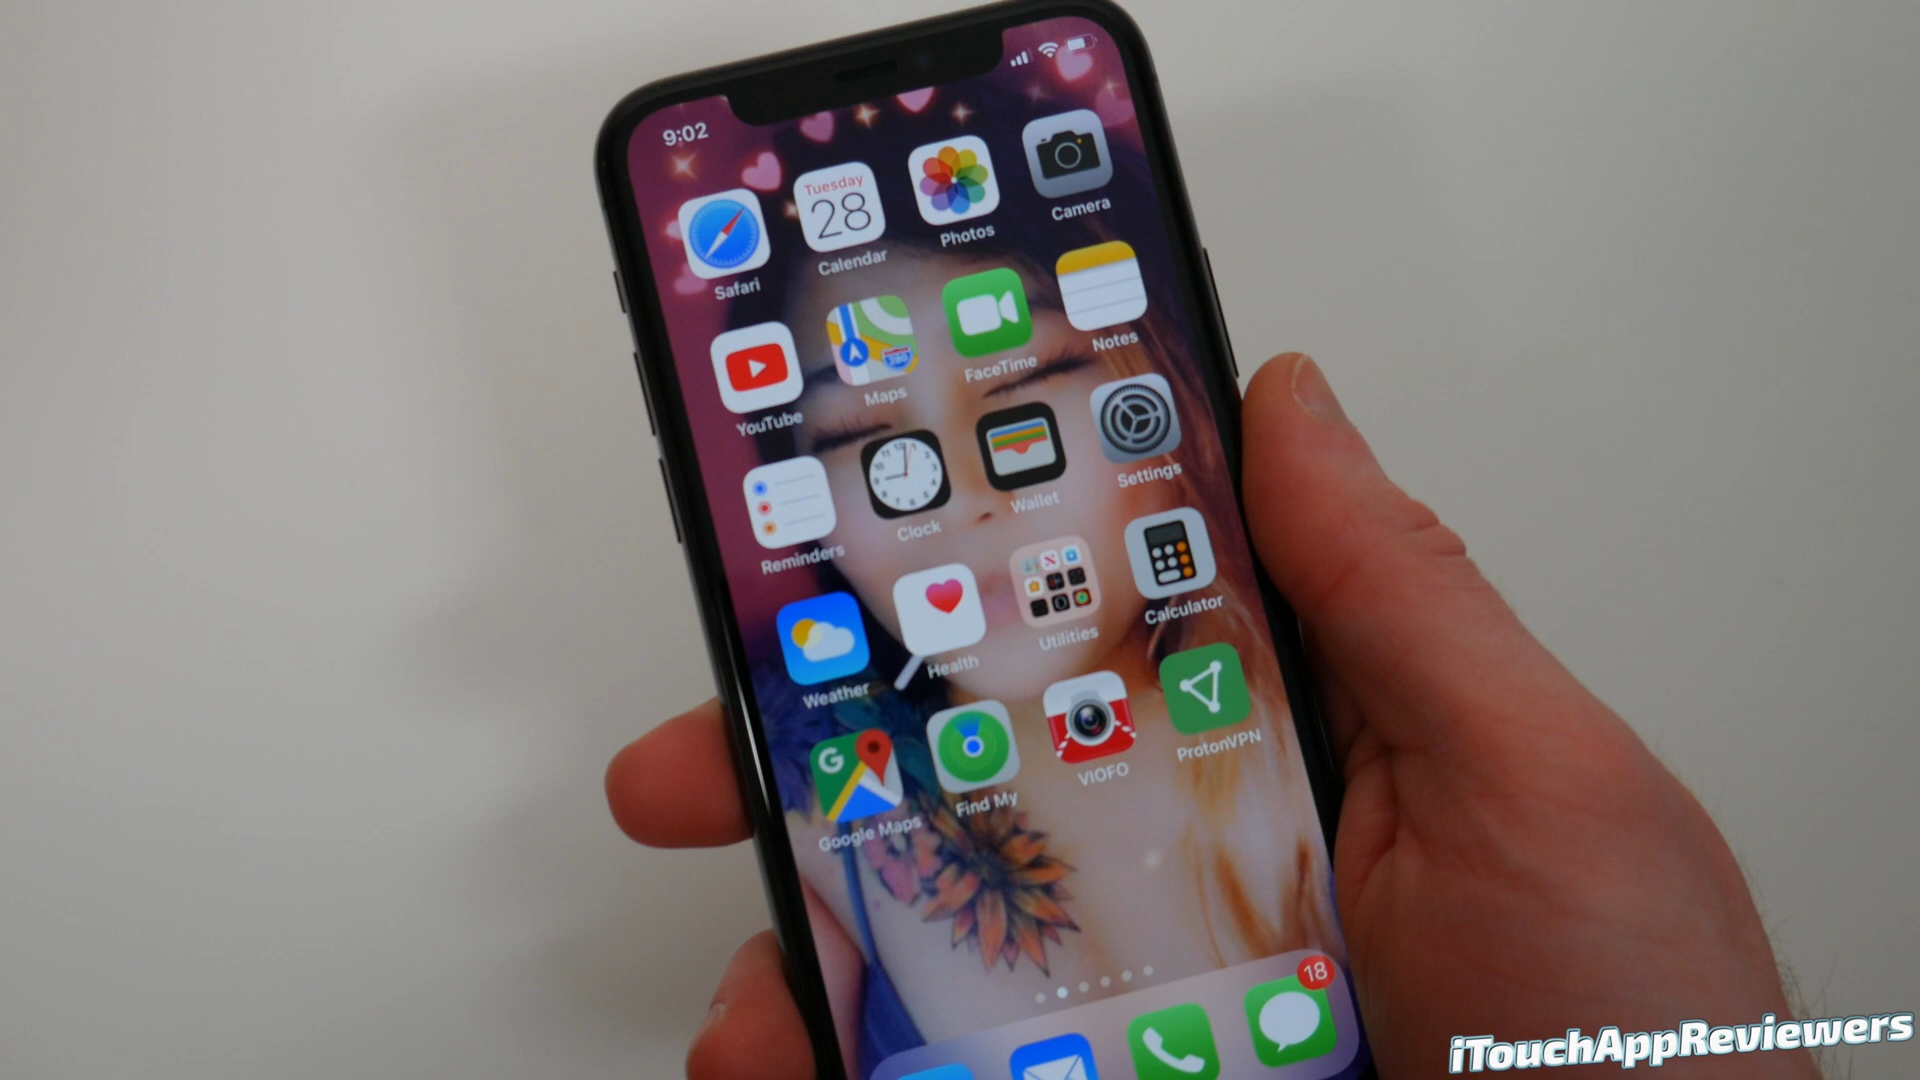 9:02
Tuesday
28
Safari
Calendar
Photos
Camera
YouTube
Maps
280
FaceTime
Notes
Reminders
Clock
Wallet
Settings
Weather
Health
Utilities
Calculator
G
Google Maps
Find My
VIOFO
ProtonVPN
18
iTouchAppReviewers